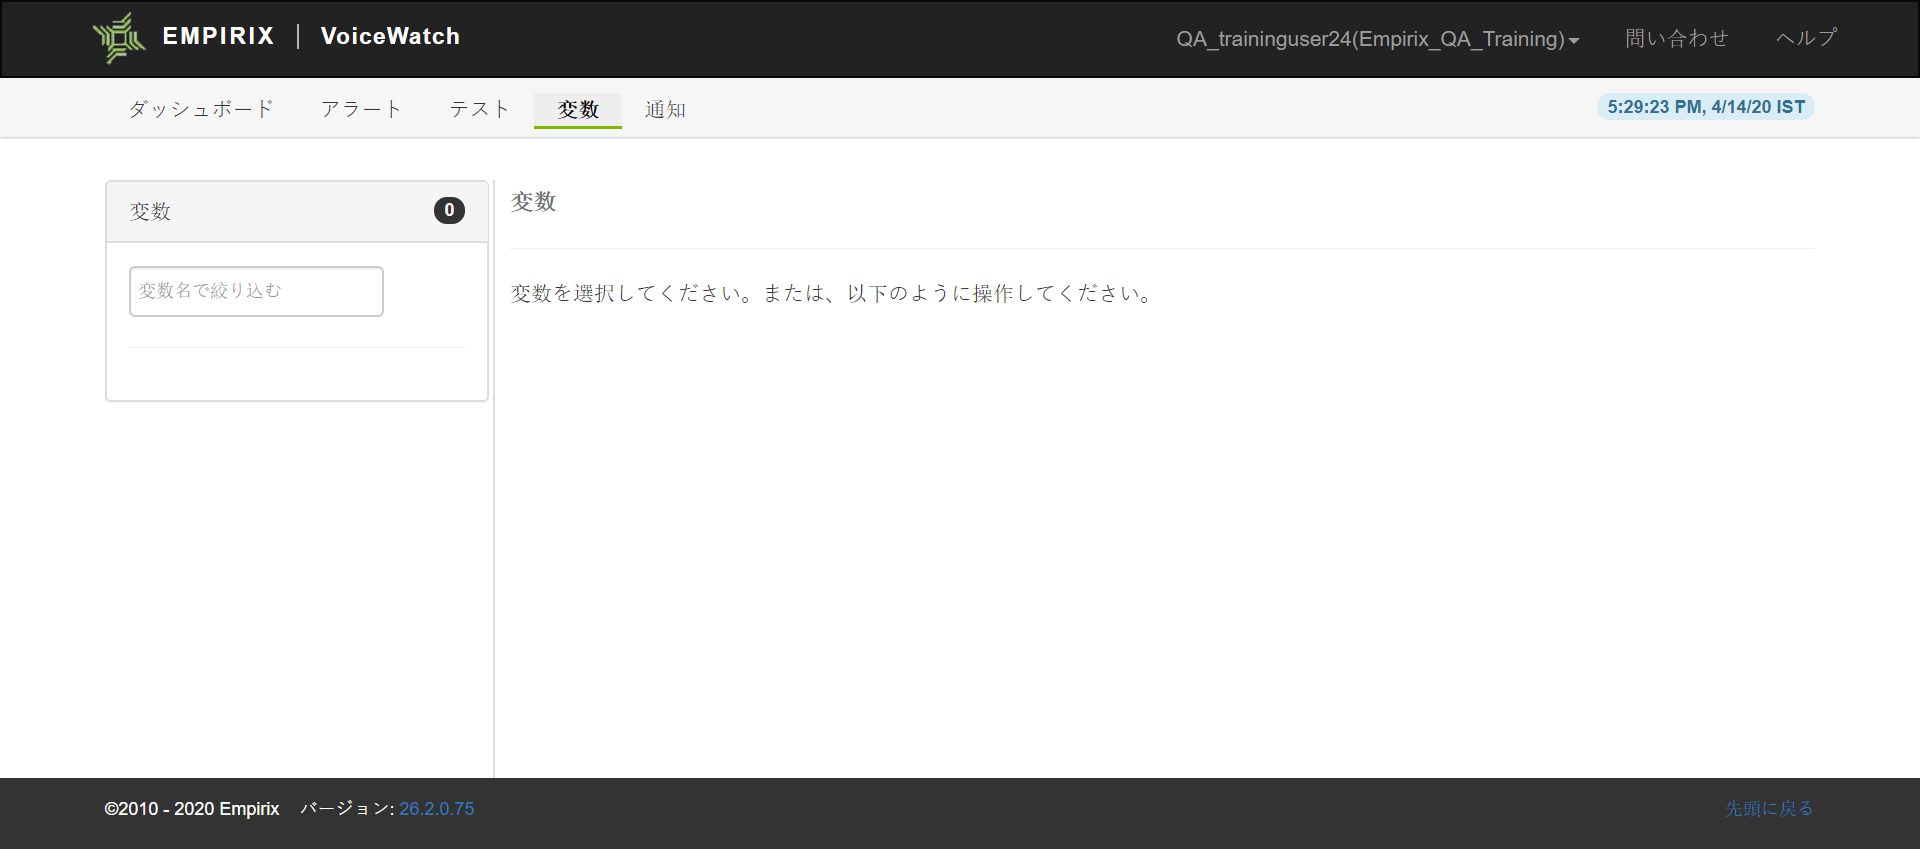 EMPIRIX | VoiceWatch
QA_traininguser24(Empirix_QA_Training) 問い合わせ ヘルプ
ダッシュボード アラート テスト 変数 通知
5:29:23 PM, 4/14/20 IST
変数 0
変数名で絞り込む
変数
変数を選択してください。または、以下のように操作してください。
©2010 - 2020 Empirix バージョン: 26.2.0.75
先頭に戻る